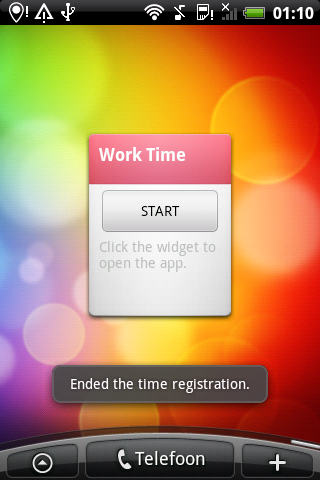 01:10
Work Time
START
Click the widget to
open the app.
Ended the time registration.
Telefoon